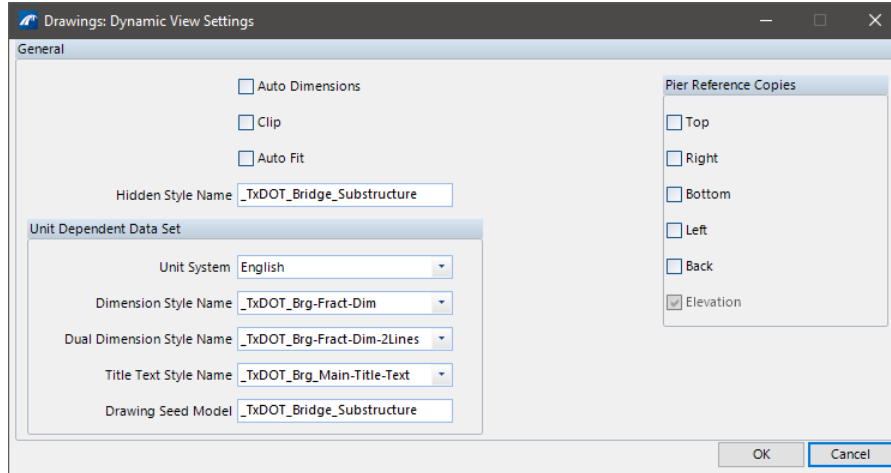 Drawings: Dynamic View Settings
General
Auto Dimensions
Clip
Auto Fit
Hidden Style Name _TxDOT_Bridge_Substructure
Unit Dependent Data Set
Unit System English
Dimension Style Name _TxDOT_Brg-Fract-Dim
Dual Dimension Style Name _TxDOT_Brg-Fract-Dim-2Lines
Title Text Style Name _TxDOT_Brg_Main-Title-Text
Drawing Seed Model _TxDOT_Bridge_Substructure
Pier Reference Copies
Top
Right
Bottom
Left
Back
Elevation
OK Cancel